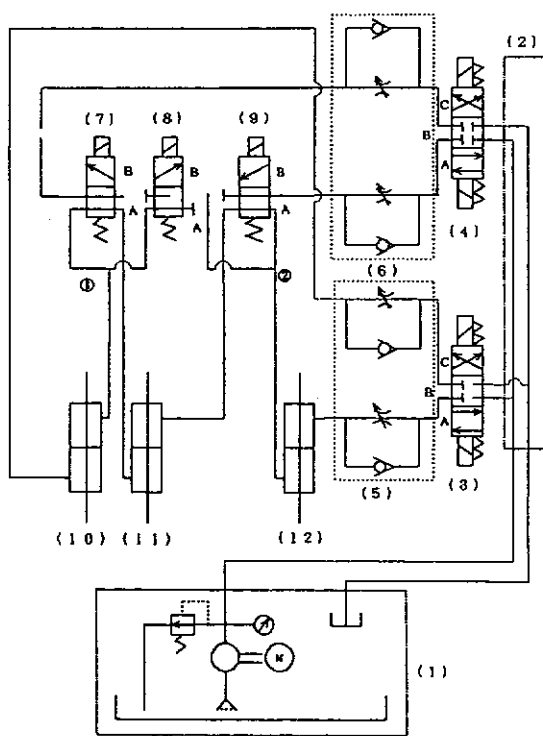 (2)
(7)
(8)
(9)
C
B
B
B
B
A
A
A
A
(4)
(6)
①
②
C
B
A
(5)
(3)
(10)
(11)
(12)
M
(1)